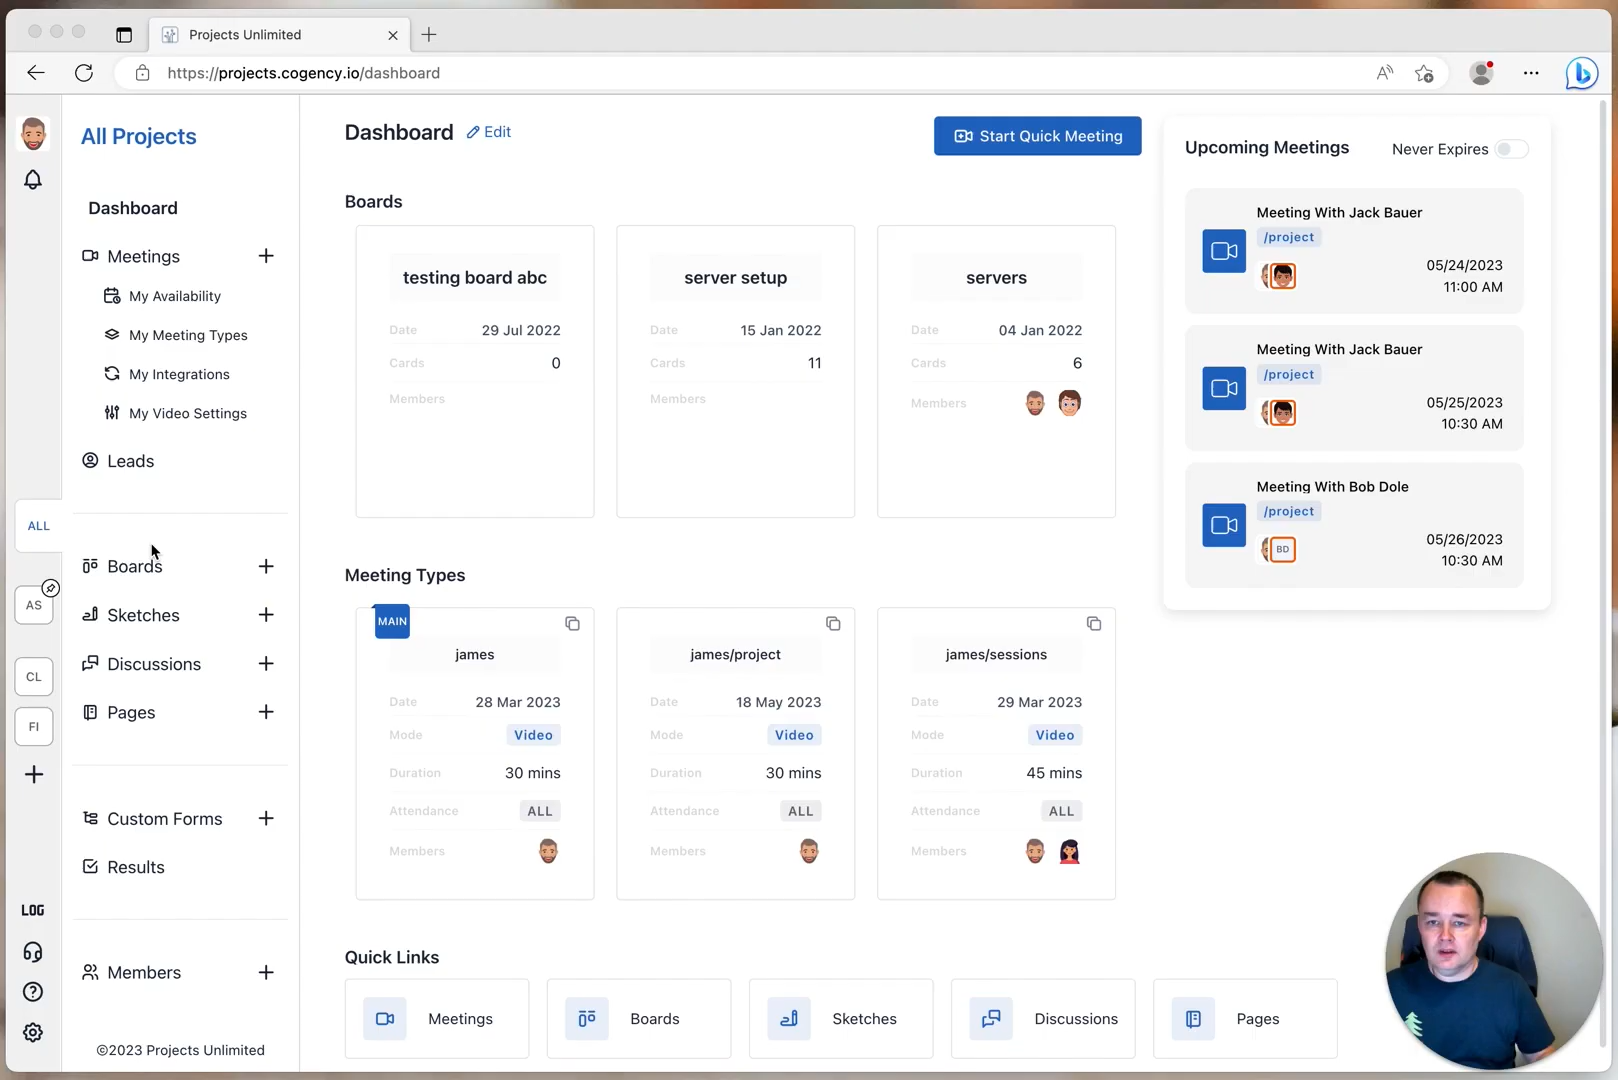 Projects Unlimited
https://projects.cogency.io/dashboard
All Projects
Dashboard
Meetings
My Availability
My Meeting Types
My Integrations
My Video Settings
Leads
ALL
AS
CL
FI
Boards
Sketches
Discussions
Pages
Custom Forms
Results
LOG
Members
©2023 Projects Unlimited
Dashboard Edit
Start Quick Meeting
Boards
testing board abc
Date 29 Jul 2022
Cards 0
Members
server setup
Date 15 Jan 2022
Cards 11
Members
servers
Date 04 Jan 2022
Cards 6
Members
Meeting Types
MAIN
james
Date 28 Mar 2023
Mode Video
Duration 30 mins
Attendance ALL
Members
james/project
Date 18 May 2023
Mode Video
Duration 30 mins
Attendance ALL
Members
james/sessions
Date 29 Mar 2023
Mode Video
Duration 45 mins
Attendance ALL
Members
Quick Links
Meetings
Boards
Sketches
Discussions
Pages
Upcoming Meetings Never Expires
Meeting With Jack Bauer
/project
05/24/2023
11:00 AM
Meeting With Jack Bauer
/project
05/25/2023
10:30 AM
Meeting With Bob Dole
/project
BD
05/26/2023
10:30 AM